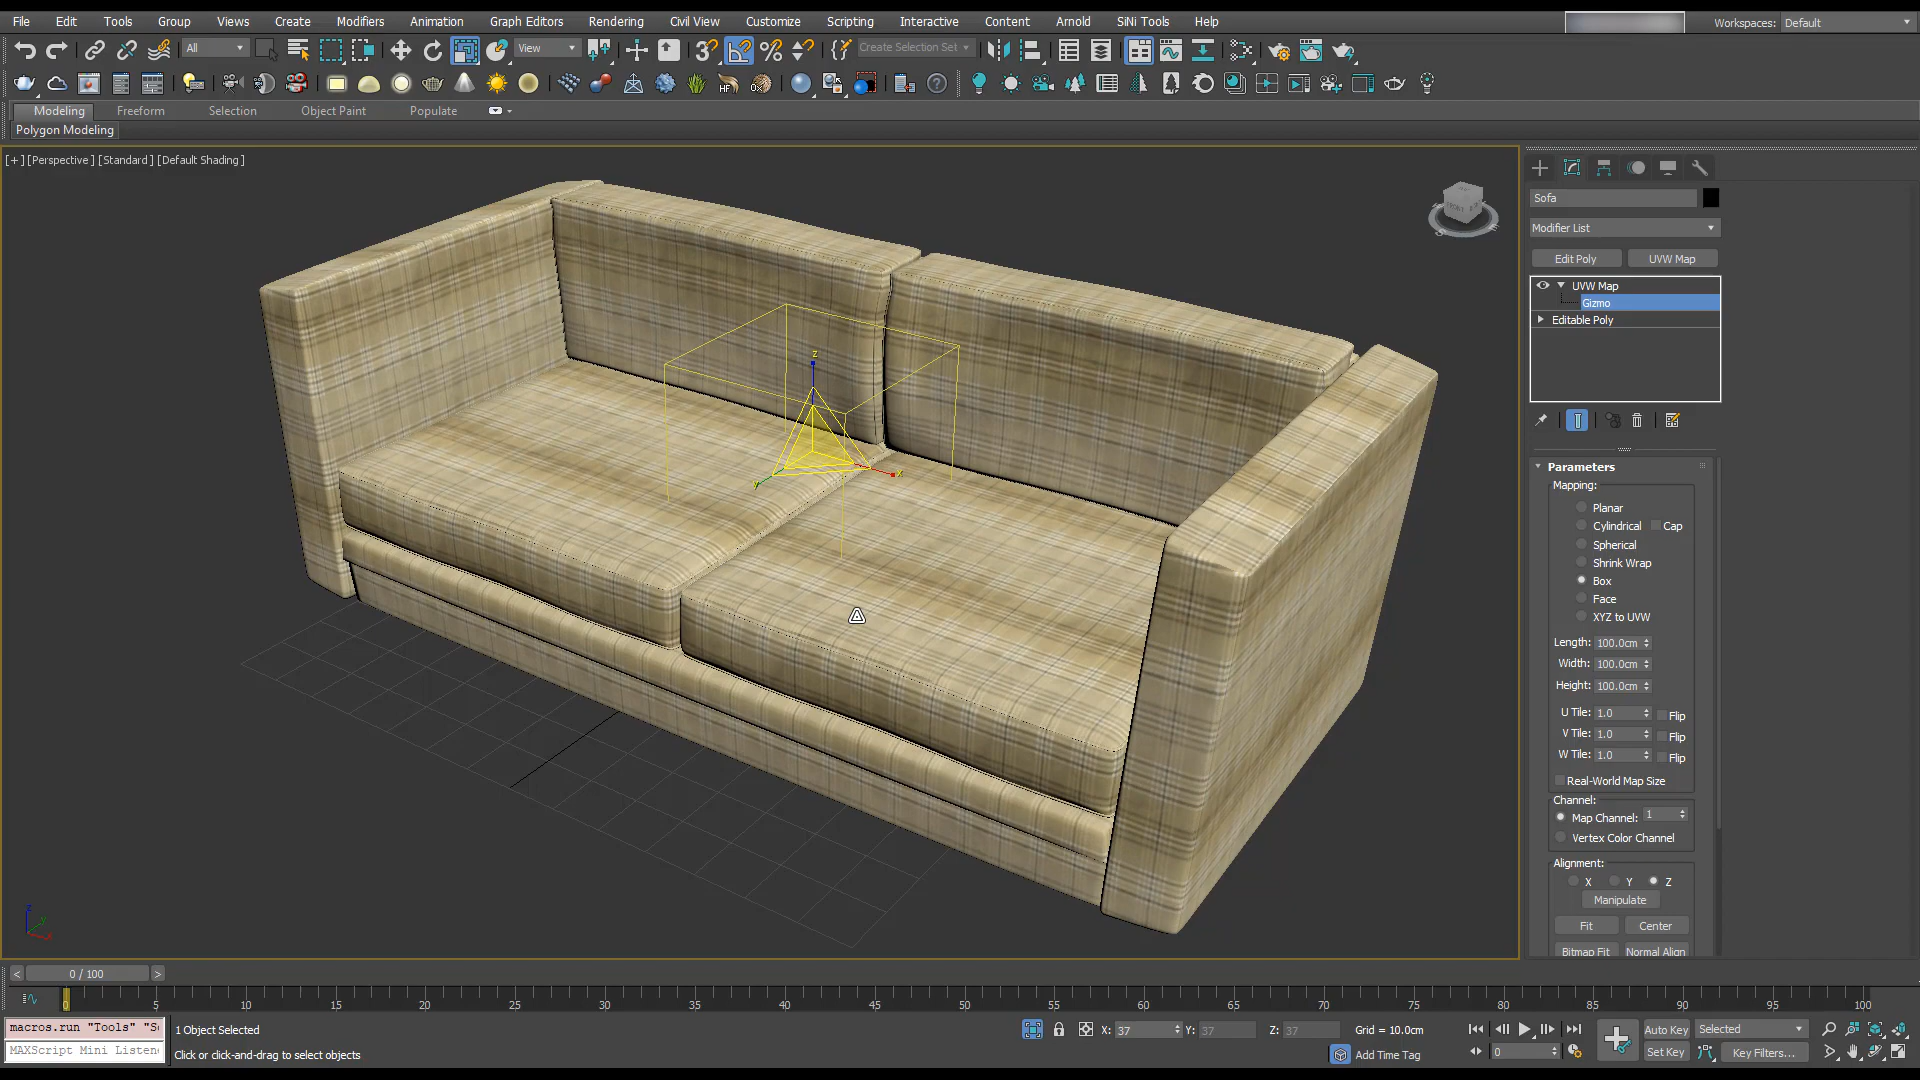 File Edit Tools Group Views Create Modifiers Animation Graph Editors Rendering Civil View Customize Scripting Interactive Content Arnold SiNi Tools Help Workspaces: Default
All View Create Selection Set
Modeling Freeform Selection Object Paint Populate
Polygon Modeling
[+] [Perspective] [Standard] [Default Shading]
z
x
y
Sofa
Modifier List
Edit Poly UVW Map
UVW Map
Gizmo
Editable Poly
Parameters
Mapping:
Planar
Cylindrical Cap
Spherical
Shrink Wrap
Box
Face
XYZ to UVW
Length: 100.0cm
Width: 100.0cm
Height: 100.0cm
U Tile: 1.0 Flip
V Tile: 1.0 Flip
W Tile: 1.0 Flip
Real-World Map Size
Channel:
Map Channel: 1
Vertex Color Channel
Alignment:
X Y Z
Manipulate
Fit Center
Bitmap Fit Normal Align
< 0 / 100 >
0 5 10 15 20 25 30 35 40 45 50 55 60 65 70 75 80 85 90 95 100
macros.run "Tools" "S
MAXScript Mini Listen
1 Object Selected
Click or click-and-drag to select objects
X: 37 Y: 37 Z: 37 Grid = 10.0cm
Add Time Tag
0
Auto Key Selected
Set Key Key Filters...